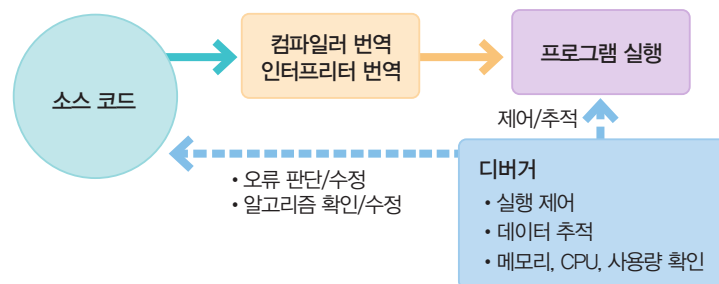 소스 코드
컴파일러 번역
인터프리터 번역
프로그램 실행
제어/추적
• 오류 판단/수정
• 알고리즘 확인/수정
디버거
• 실행 제어
• 데이터 추적
• 메모리, CPU, 사용량 확인